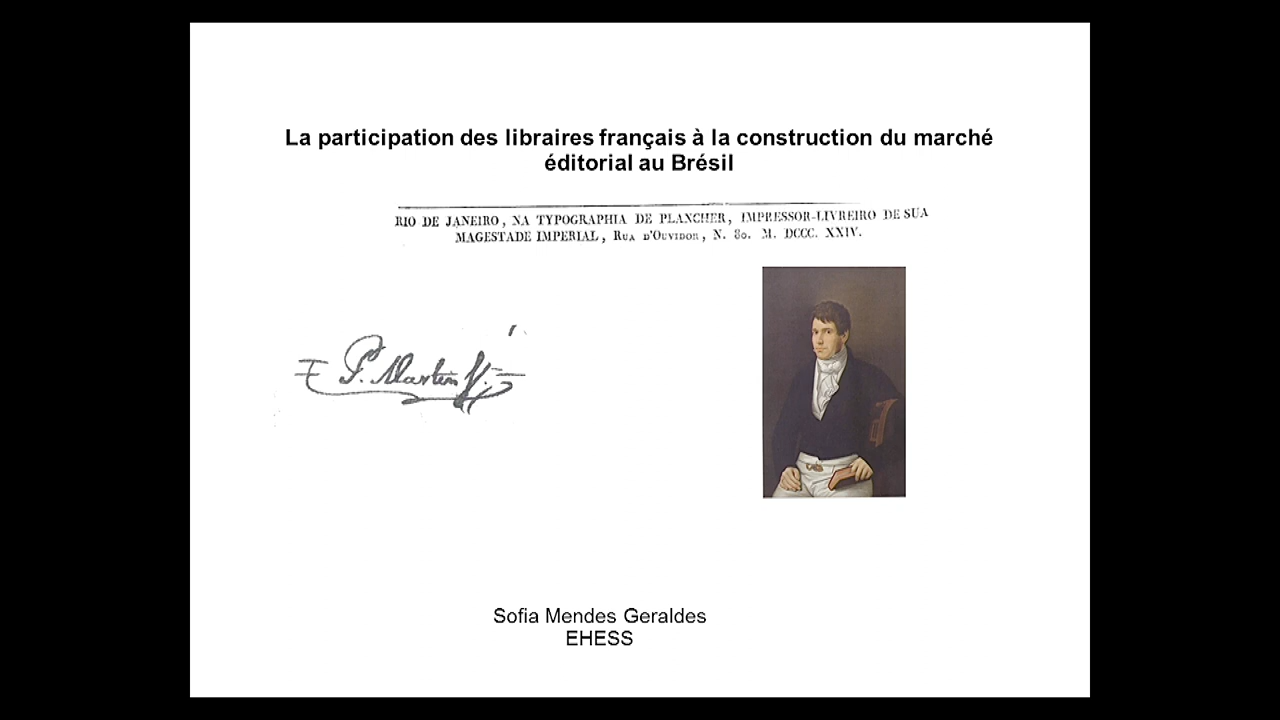 La participation des libraires français à la construction du marché
éditorial au Brésil
RIO DE JANEIRO, NA TYPOGRAPHIA DE PLANCHER, IMPRESSOR-LIVREIRO DE SUA
MAGESTADE IMPERIAL, RUA D'OUVIDOR, N. 80. M. DCCC. XXIV.
P. Martin
Sofia Mendes Geraldes
EHESS